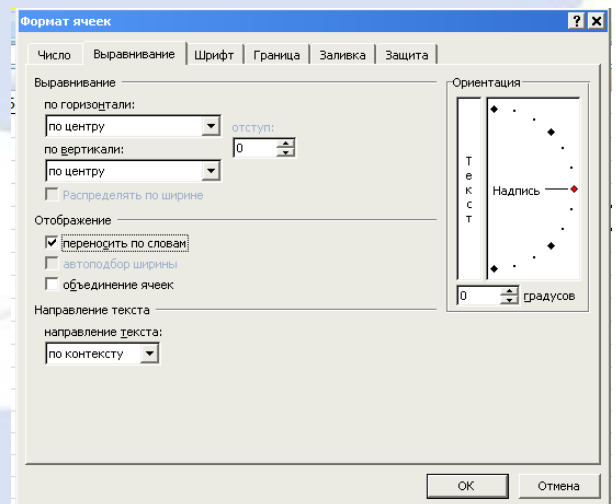 Формат ячеек
Число Выравнивание Шрифт Граница Заливка Защита
Выравнивание
по горизонтали:
по центру
отступ:
0
по вертикали:
по центру
Распределять по ширине
Отображение
переносить по словам
автоподбор ширины
объединение ячеек
Направление текста
направление текста:
по контексту
Ориентация
Текст
Надпись
0 градусов
ОК Отмена